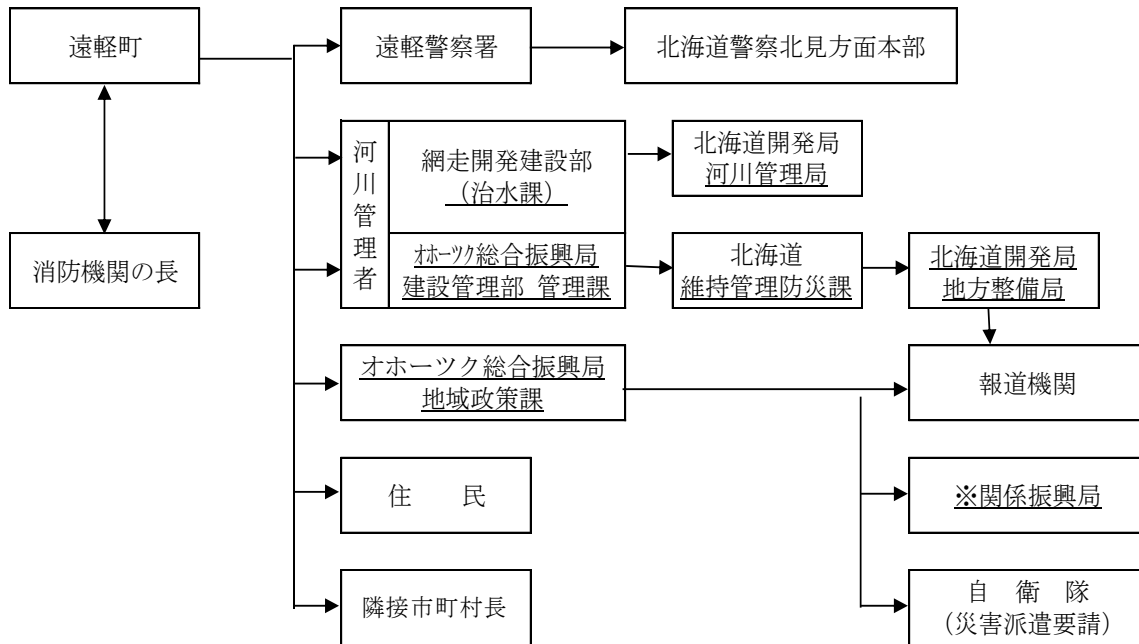 遠軽町
遠軽警察署
北海道警察北見方面本部
河川管理者
網走開発建設部
（治水課）
北海道開発局
河川管理局
消防機関の長
ｵﾎｰﾂｸ総合振興局
建設管理部 管理課
北海道
維持管理防災課
北海道開発局
地方整備局
オホーツク総合振興局
地域政策課
報道機関
住　　民
※関係振興局
隣接市町村長
自　衛　隊
（災害派遣要請）